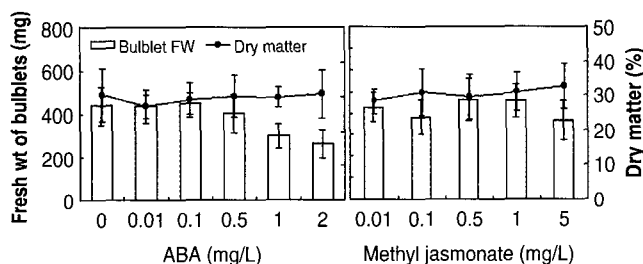 Fresh wt of bulblets (mg)
800
600
400
200
0
Bulblet FW
Dry matter
0 0.01 0.1 0.5 1 2
ABA (mg/L)
0.01 0.1 0.5 1 5
Methyl jasmonate (mg/L)
50
40
30
20
10
0
Dry matter (%)